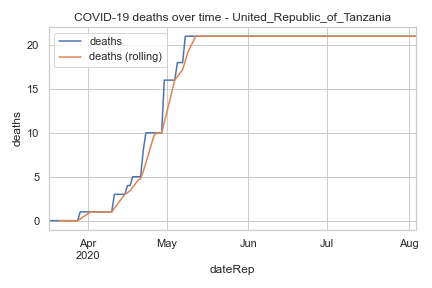 COVID-19 deaths over time - United_Republic_of_Tanzania
deaths
deaths (rolling)
20
15
10
5
0
deaths
Apr
2020
May
Jun
Jul
Aug
dateRep